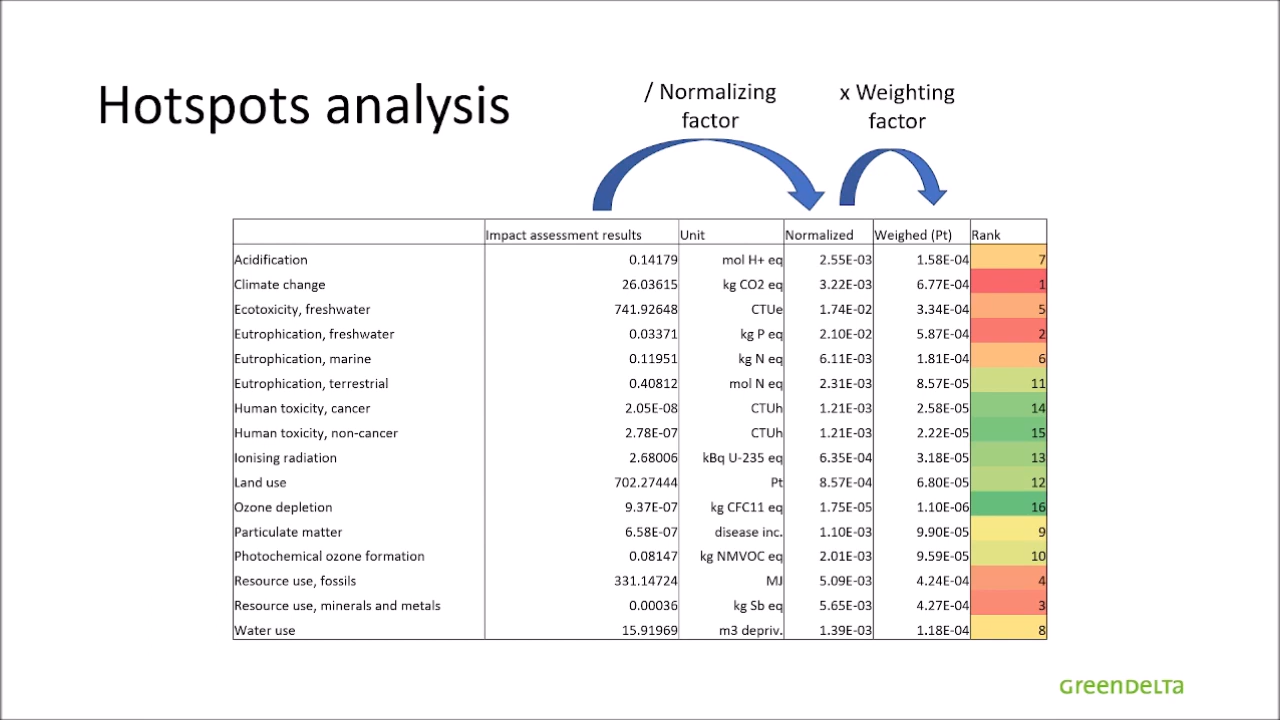 Hotspots analysis
/ Normalizing
factor
x Weighting
factor
Impact assessment results Unit Normalized Weighed (Pt) Rank
Acidification 0.14179 mol H+ eq 2.55E-03 1.58E-04 7
Climate change 26.03615 kg CO2 eq 3.22E-03 6.77E-04 1
Ecotoxicity, freshwater 741.92648 CTUe 1.74E-02 3.34E-04 5
Eutrophication, freshwater 0.03371 kg P eq 2.10E-02 5.87E-04 2
Eutrophication, marine 0.11951 kg N eq 6.11E-03 1.81E-04 6
Eutrophication, terrestrial 0.40812 mol N eq 2.31E-03 8.57E-05 11
Human toxicity, cancer 2.05E-08 CTUh 1.21E-03 2.58E-05 14
Human toxicity, non-cancer 2.78E-07 CTUh 1.21E-03 2.22E-05 15
Ionising radiation 2.68006 kBq U-235 eq 6.35E-04 3.18E-05 13
Land use 702.27444 Pt 8.57E-04 6.80E-05 12
Ozone depletion 9.37E-07 kg CFC11 eq 1.75E-05 1.10E-06 16
Particulate matter 6.58E-07 disease inc. 1.10E-03 9.90E-05 9
Photochemical ozone formation 0.08147 kg NMVOC eq 2.01E-03 9.59E-05 10
Resource use, fossils 331.14724 MJ 5.09E-03 4.24E-04 4
Resource use, minerals and metals 0.00036 kg Sb eq 5.65E-03 4.27E-04 3
Water use 15.91969 m3 depriv. 1.39E-03 1.18E-04 8
GreenDelta